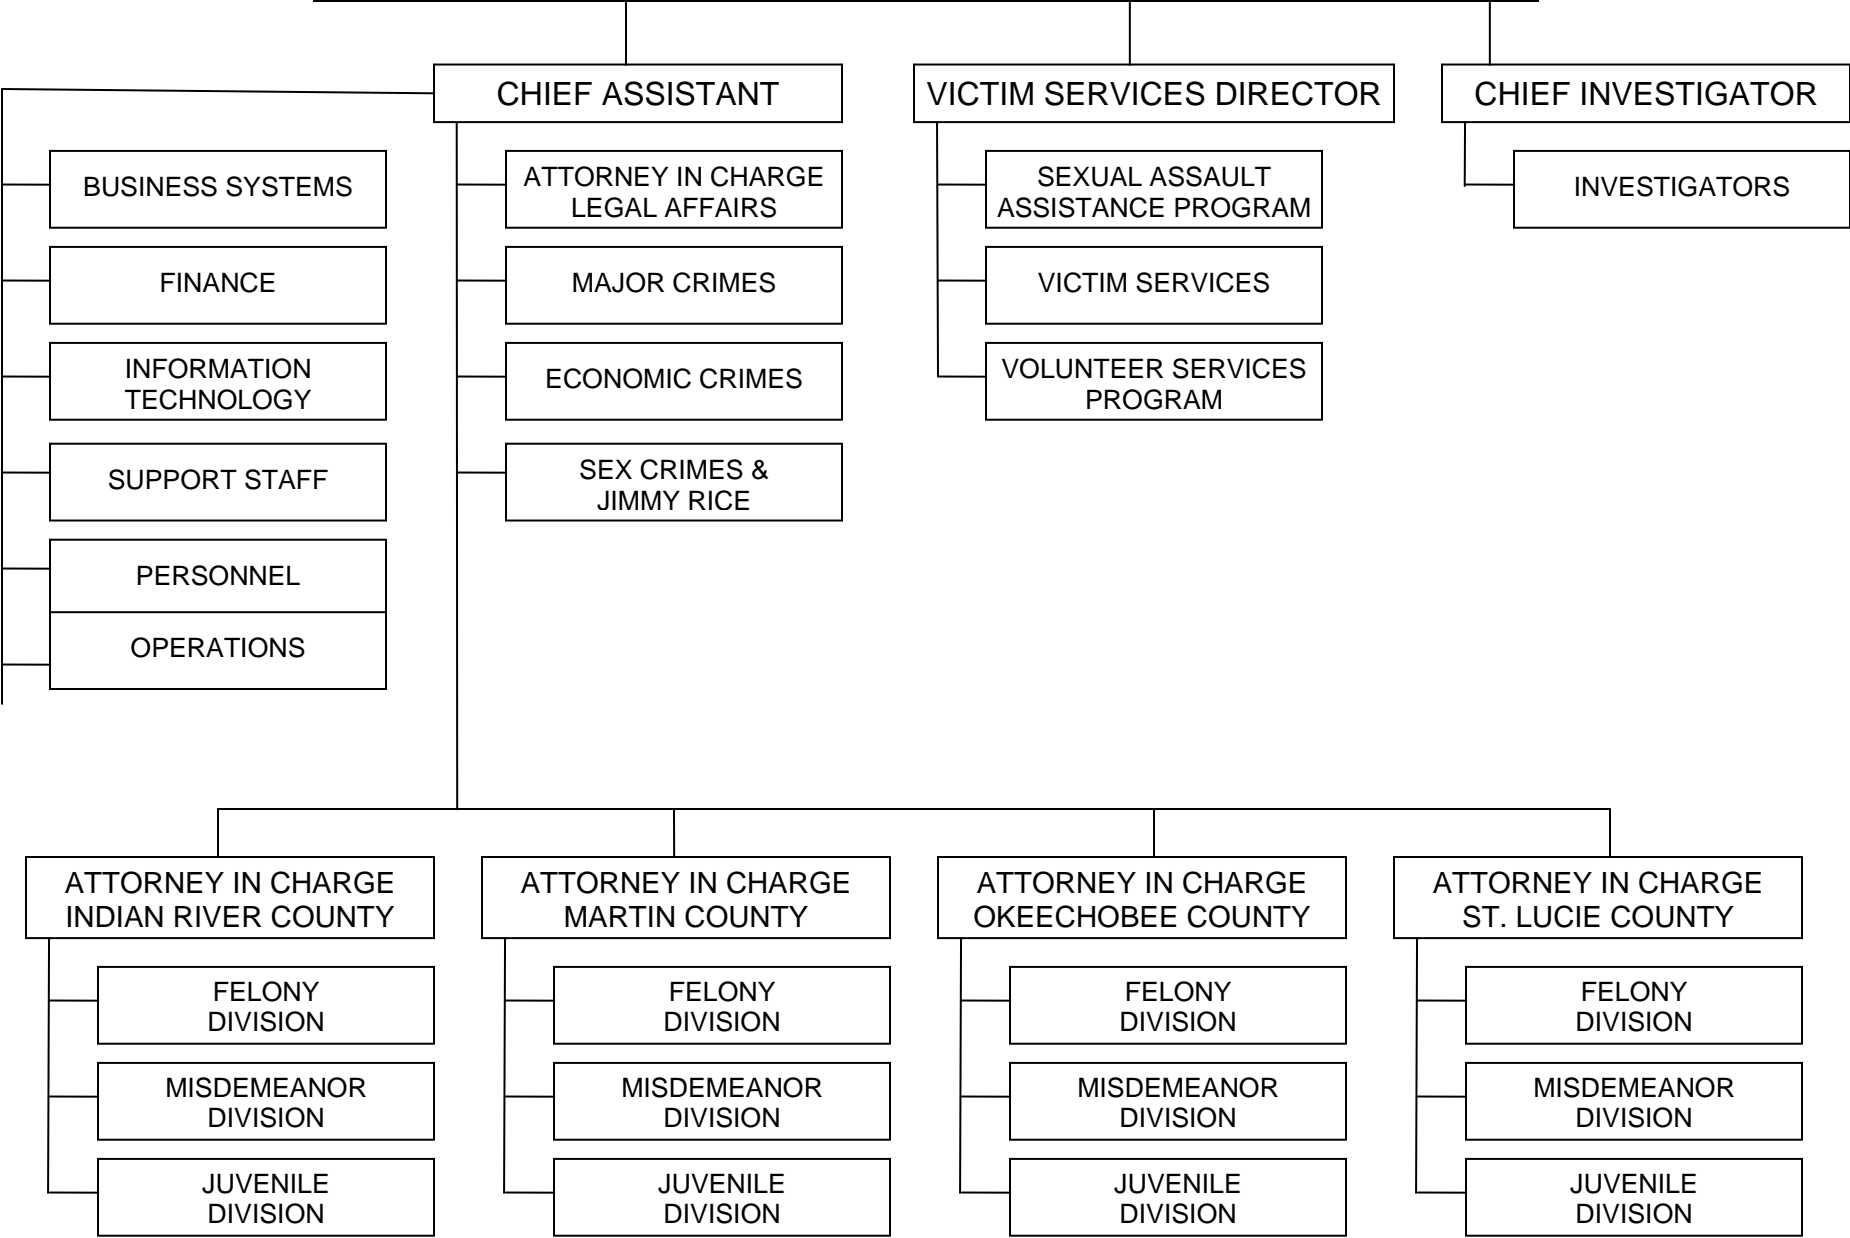 CHIEF ASSISTANT
VICTIM SERVICES DIRECTOR
CHIEF INVESTIGATOR
BUSINESS SYSTEMS
FINANCE
INFORMATION
TECHNOLOGY
SUPPORT STAFF
PERSONNEL
OPERATIONS
ATTORNEY IN CHARGE
LEGAL AFFAIRS
MAJOR CRIMES
ECONOMIC CRIMES
SEX CRIMES &
JIMMY RICE
SEXUAL ASSAULT
ASSISTANCE PROGRAM
VICTIM SERVICES
VOLUNTEER SERVICES
PROGRAM
INVESTIGATORS
ATTORNEY IN CHARGE
INDIAN RIVER COUNTY
FELONY
DIVISION
MISDEMEANOR
DIVISION
JUVENILE
DIVISION
ATTORNEY IN CHARGE
MARTIN COUNTY
FELONY
DIVISION
MISDEMEANOR
DIVISION
JUVENILE
DIVISION
ATTORNEY IN CHARGE
OKEECHOBEE COUNTY
FELONY
DIVISION
MISDEMEANOR
DIVISION
JUVENILE
DIVISION
ATTORNEY IN CHARGE
ST. LUCIE COUNTY
FELONY
DIVISION
MISDEMEANOR
DIVISION
JUVENILE
DIVISION